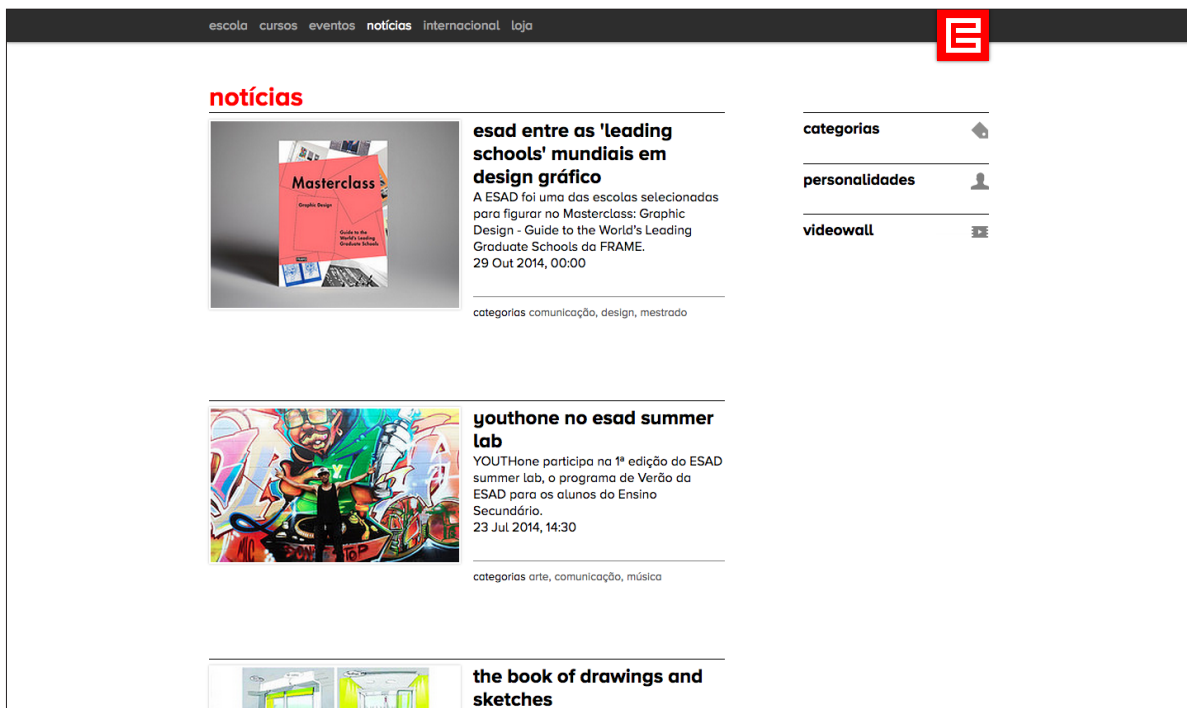 escola cursos eventos notícias internacional loja
notícias
esad entre as 'leading
schools' mundiais em
design gráfico
A ESAD foi uma das escolas selecionadas
para figurar no Masterclass: Graphic
Design - Guide to the World's Leading
Graduate Schools da FRAME.
29 Out 2014, 00:00
categorias comunicação, design, mestrado
Masterclass
Graphic Design
Guide to the
World's Leading
Graduate Schools
categorias
personalidades
videowall
youthone no esad summer
lab
YOUTHone participa na 1ª edição do ESAD
summer lab, o programa de Verão da
ESAD para os alunos do Ensino
Secundário.
23 Jul 2014, 14:30
categorias arte, comunicação, música
the book of drawings and
sketches